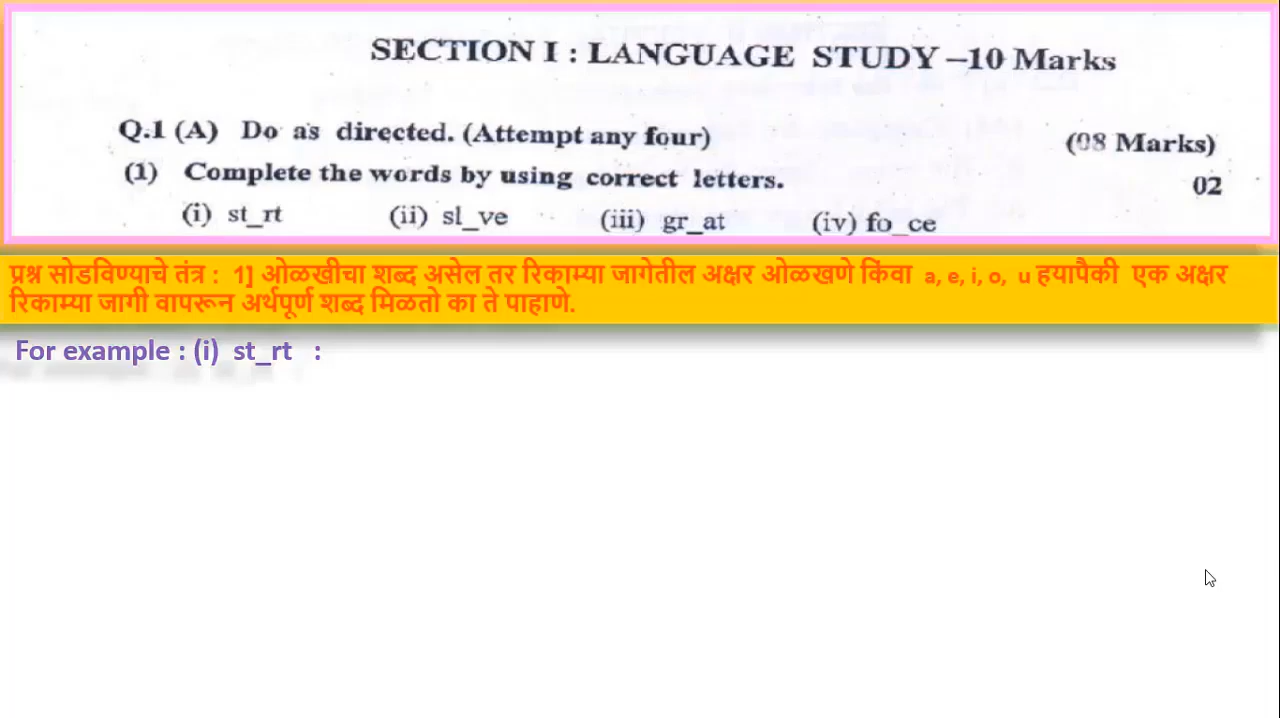 SECTION I : LANGUAGE STUDY –10 Marks
Q.1 (A) Do as directed. (Attempt any four) (08 Marks)
(1) Complete the words by using correct letters. 02
(i) st_rt (ii) sl_ve (iii) gr_at (iv) fo_ce
प्रश्न सोडविण्याचे तंत्र : 1] ओळखीचा शब्द असेल तर रिकाम्या जागेतील अक्षर ओळखणे किंवा a, e, i, o, u हयापैकी एक अक्षर
रिकाम्या जागी वापरून अर्थपूर्ण शब्द मिळतो का ते पाहाणे.
For example : (i) st_rt :